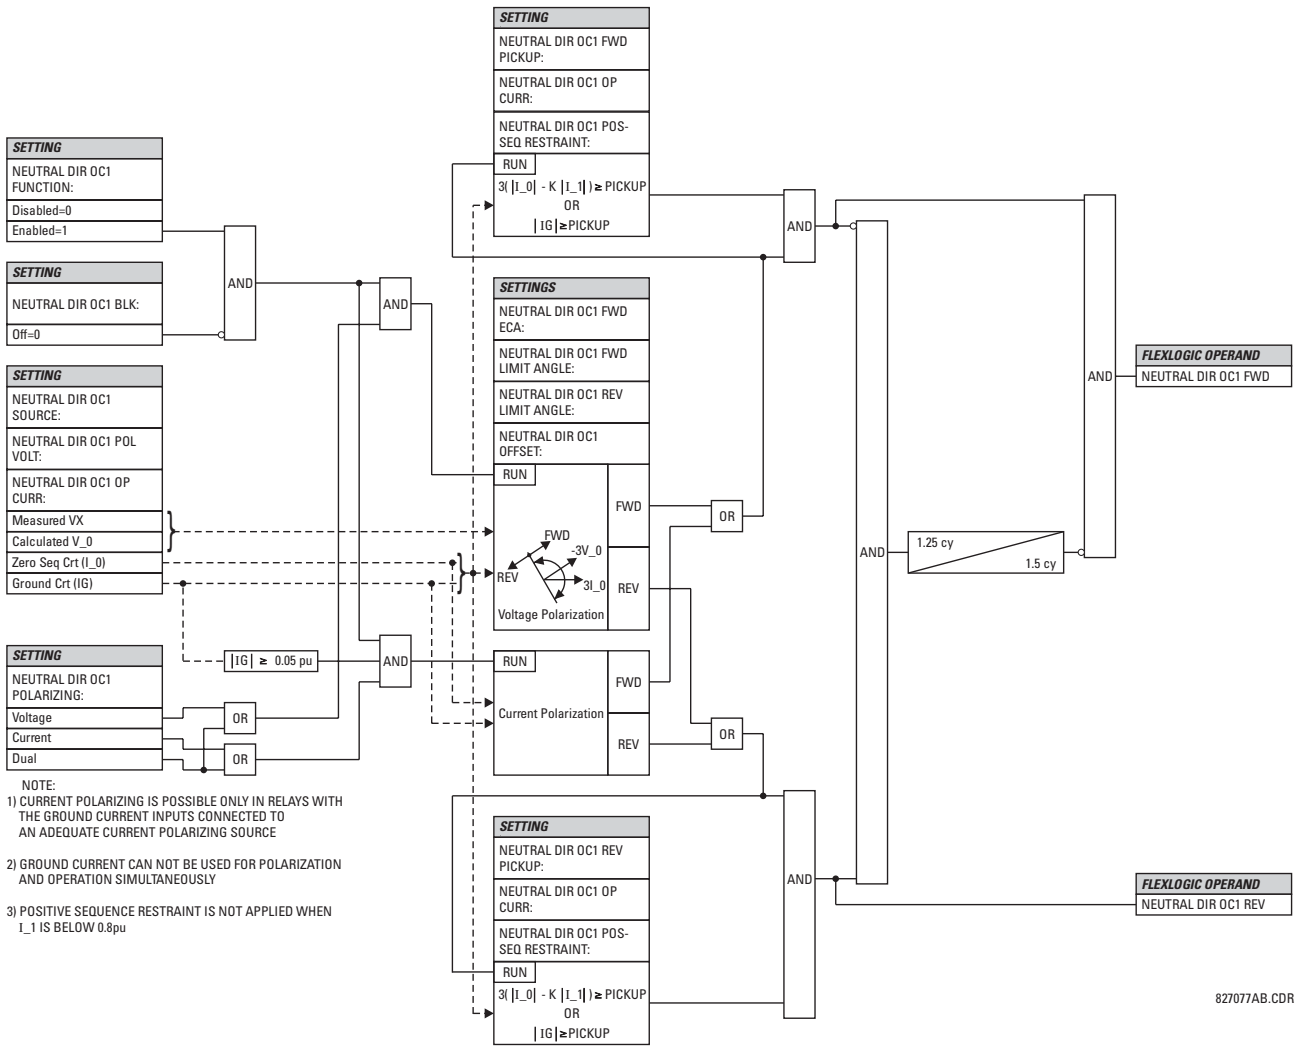 SETTING
NEUTRAL DIR OC1 FWD
PICKUP:
NEUTRAL DIR OC1 OP
CURR:
NEUTRAL DIR OC1 POS-
SEQ RESTRAINT:
RUN
3( |I_0| - K |I_1| ) ≥ PICKUP
OR
| IG | ≥ PICKUP
SETTING
NEUTRAL DIR OC1
FUNCTION:
Disabled=0
Enabled=1
SETTING
NEUTRAL DIR OC1 BLK:
Off=0
SETTING
NEUTRAL DIR OC1
SOURCE:
NEUTRAL DIR OC1 POL
VOLT:
NEUTRAL DIR OC1 OP
CURR:
Measured VX
Calculated V_0
Zero Seq Crt (I_0)
Ground Crt (IG)
SETTING
NEUTRAL DIR OC1
POLARIZING:
Voltage
Current
Dual
OR
OR
|IG| ≥ 0.05 pu
AND
AND
AND
SETTINGS
NEUTRAL DIR OC1 FWD
ECA:
NEUTRAL DIR OC1 FWD
LIMIT ANGLE:
NEUTRAL DIR OC1 REV
LIMIT ANGLE:
NEUTRAL DIR OC1
OFFSET:
RUN
FWD
REV
FWD
-3V_0
REV
3I_0
Voltage Polarization
RUN
FWD
Current Polarization
REV
OR
OR
SETTING
NEUTRAL DIR OC1 REV
PICKUP:
NEUTRAL DIR OC1 OP
CURR:
NEUTRAL DIR OC1 POS-
SEQ RESTRAINT:
RUN
3( |I_0| - K |I_1| ) ≥ PICKUP
OR
| IG | ≥ PICKUP
AND
AND
AND
1.25 cy
1.5 cy
AND
FLEXLOGIC OPERAND
NEUTRAL DIR OC1 FWD
FLEXLOGIC OPERAND
NEUTRAL DIR OC1 REV
NOTE:
1) CURRENT POLARIZING IS POSSIBLE ONLY IN RELAYS WITH
THE GROUND CURRENT INPUTS CONNECTED TO
AN ADEQUATE CURRENT POLARIZING SOURCE
2) GROUND CURRENT CAN NOT BE USED FOR POLARIZATION
AND OPERATION SIMULTANEOUSLY
3) POSITIVE SEQUENCE RESTRAINT IS NOT APPLIED WHEN
I_1 IS BELOW 0.8pu
827077AB.CDR